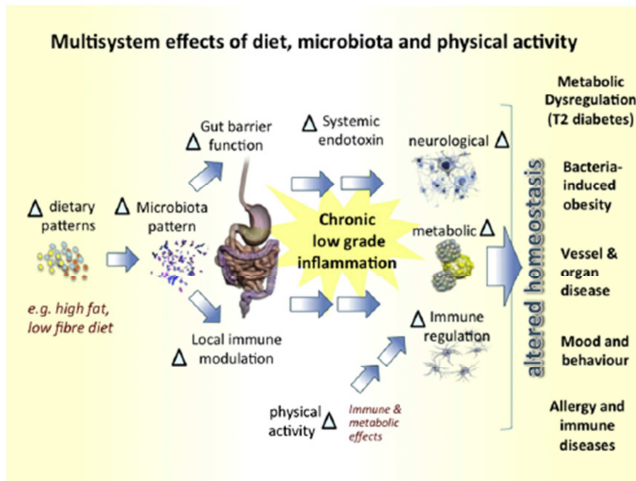 Multisystem effects of diet, microbiota and physical activity
Δ Gut barrier
function
Δ Systemic
endotoxin
neurological Δ
Δ dietary
patterns
Δ Microbiota
pattern
Chronic
low grade
inflammation
metabolic Δ
e.g. high fat,
low fibre diet
Δ Local immune
modulation
Δ Immune
regulation
physical
activity Δ
Immune &
metabolic
effects
altered homeostasis
Metabolic
Dysregulation
(T2 diabetes)
Bacteria-
induced
obesity
Vessel &
organ
disease
Mood and
behaviour
Allergy and
immune
diseases